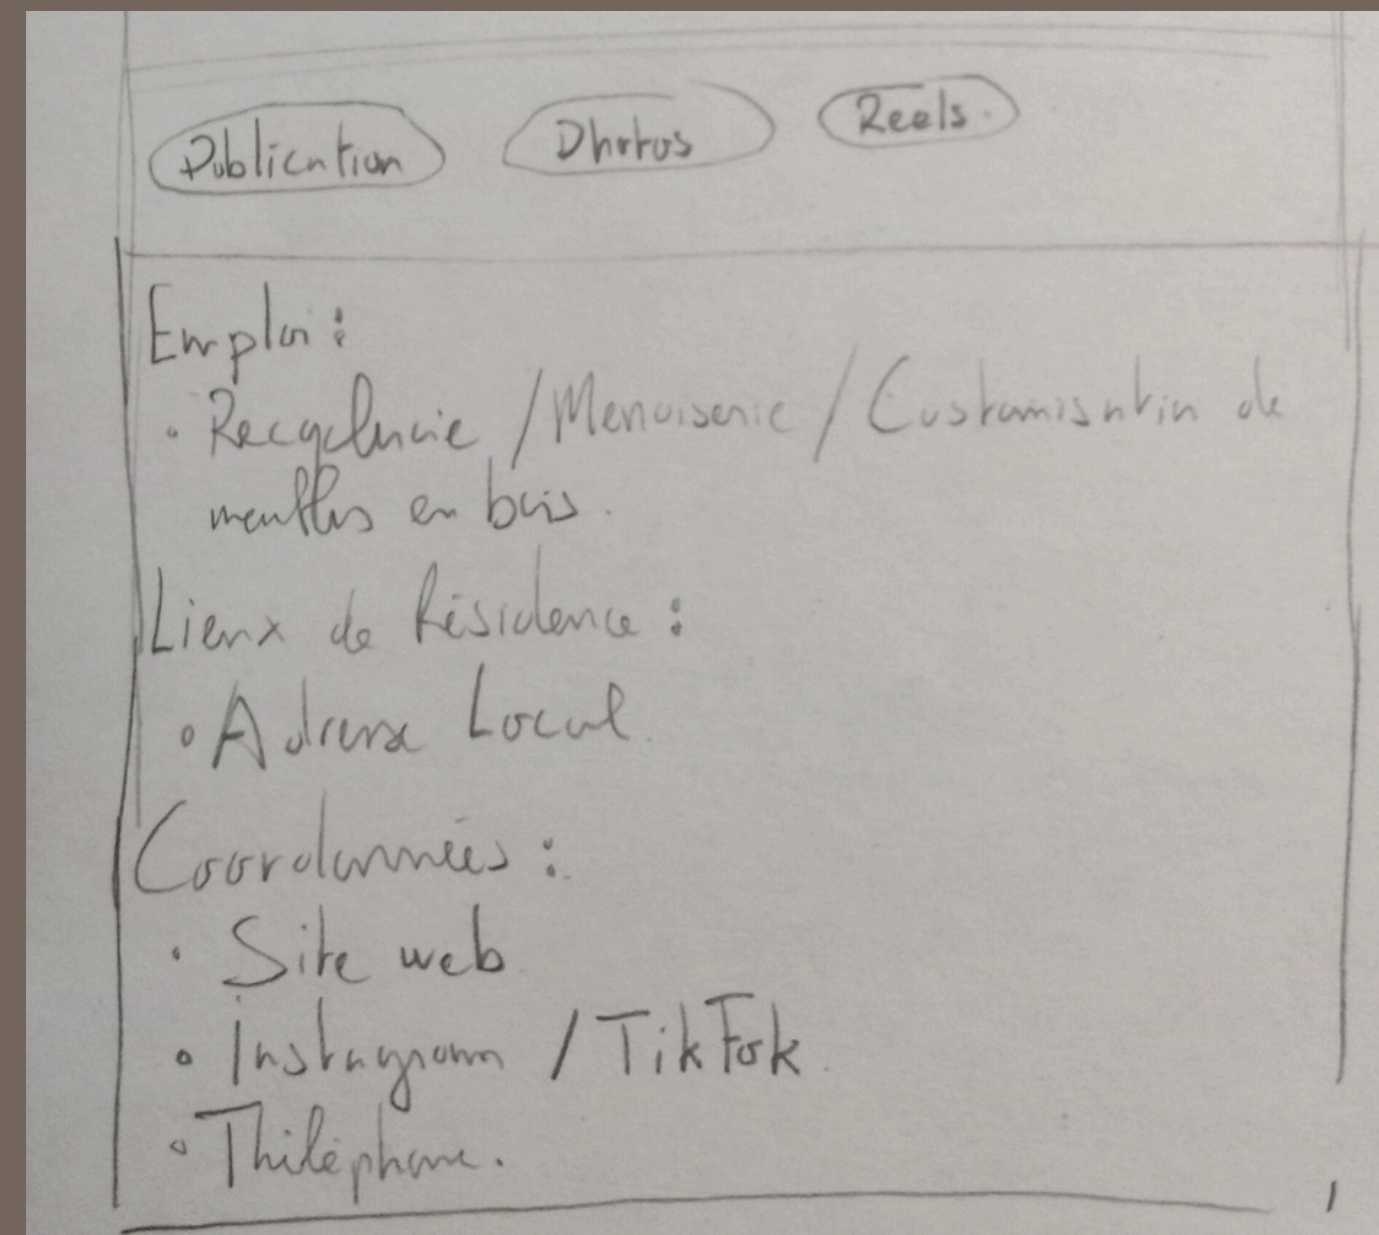 Publication Photos Reels.
Emploi :
• Recyclerie / Menuiserie / Customisation de
meubles en bois.
Lieux de Résidence :
• Adresse Local.
Coordonnées :
• Site web
• Instagram / TikTok.
• Théléphone.